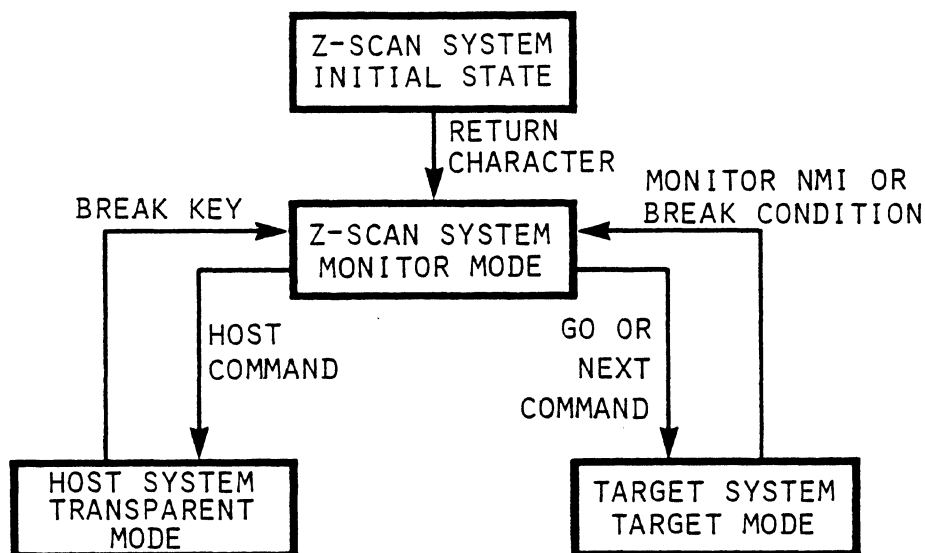 Z-SCAN SYSTEM
INITIAL STATE
RETURN
CHARACTER
MONITOR NMI OR
BREAK CONDITION
BREAK KEY
Z-SCAN SYSTEM
MONITOR MODE
HOST
COMMAND
GO OR
NEXT
COMMAND
HOST SYSTEM
TRANSPARENT
MODE
TARGET SYSTEM
TARGET MODE